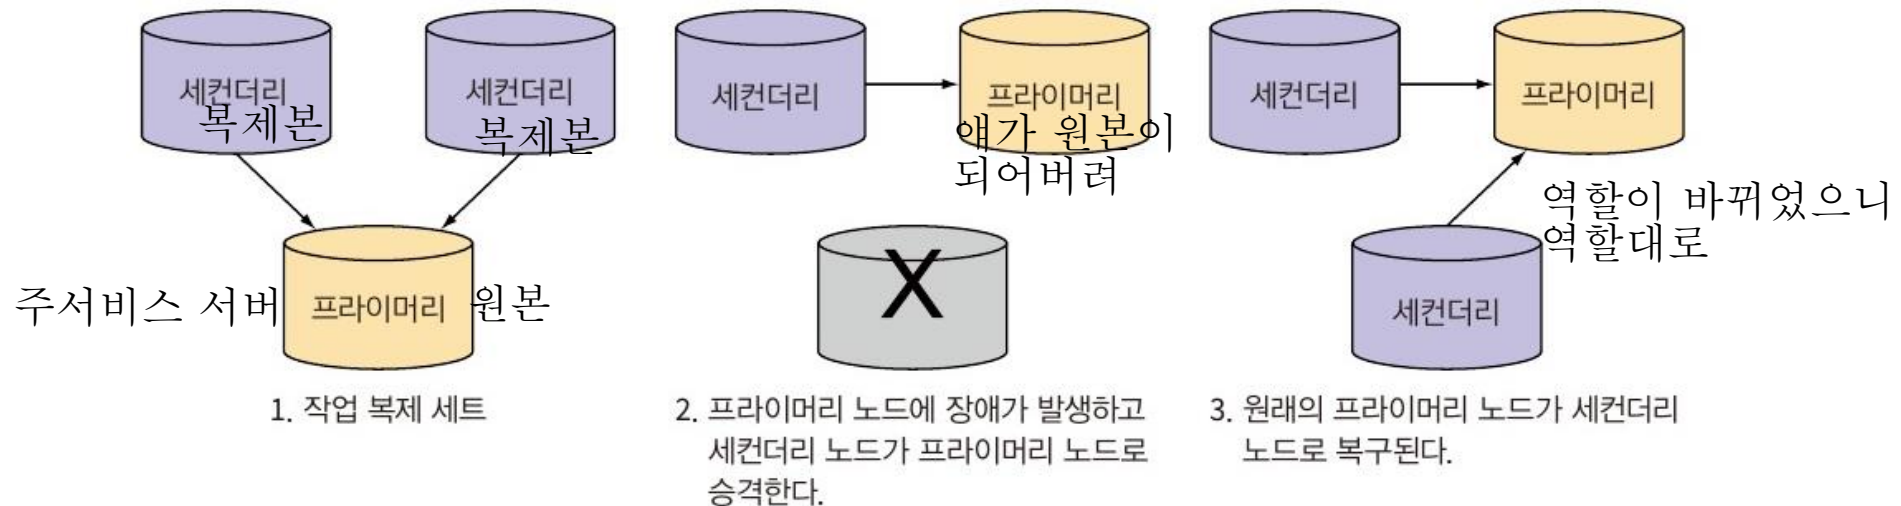 세컨더리
복제본
세컨더리
복제본
주서비스 서버
프라이머리
원본
1. 작업 복제 세트
세컨더리
프라이머리
얘가 원본이
되어버려
X
2. 프라이머리 노드에 장애가 발생하고
세컨더리 노드가 프라이머리 노드로
승격한다.
세컨더리
프라이머리
역할이 바뀌었으니
역할대로
세컨더리
3. 원래의 프라이머리 노드가 세컨더리
노드로 복구된다.